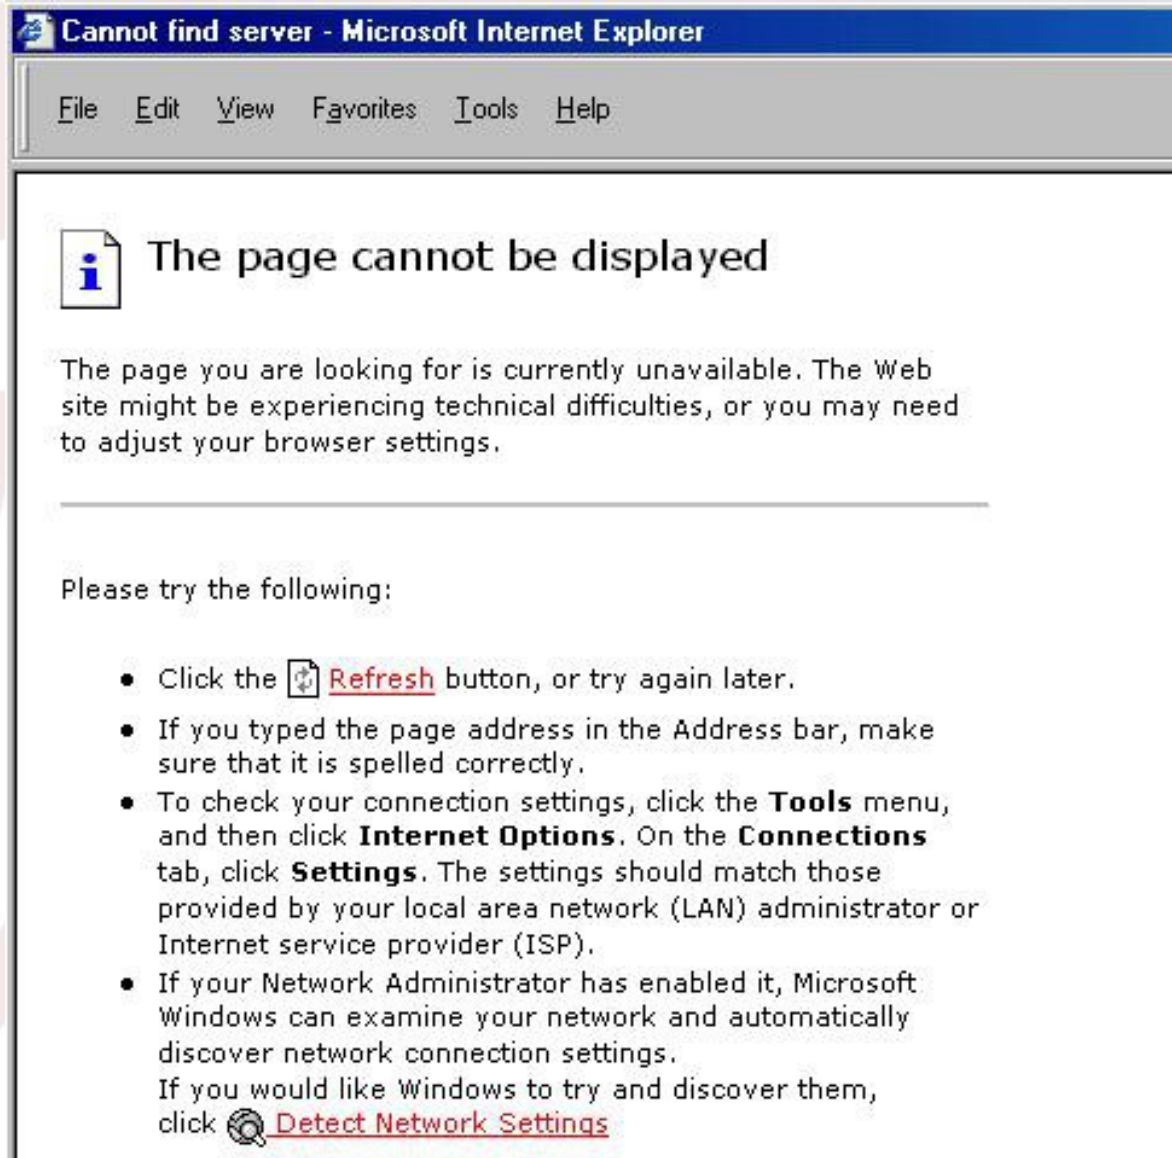 Cannot find server - Microsoft Internet Explorer
File Edit View Favorites Tools Help
The page cannot be displayed
The page you are looking for is currently unavailable. The Web
site might be experiencing technical difficulties, or you may need
to adjust your browser settings.
Please try the following:
• Click the Refresh button, or try again later.
• If you typed the page address in the Address bar, make
sure that it is spelled correctly.
• To check your connection settings, click the Tools menu,
and then click Internet Options. On the Connections
tab, click Settings. The settings should match those
provided by your local area network (LAN) administrator or
Internet service provider (ISP).
• If your Network Administrator has enabled it, Microsoft
Windows can examine your network and automatically
discover network connection settings.
If you would like Windows to try and discover them,
click Detect Network Settings